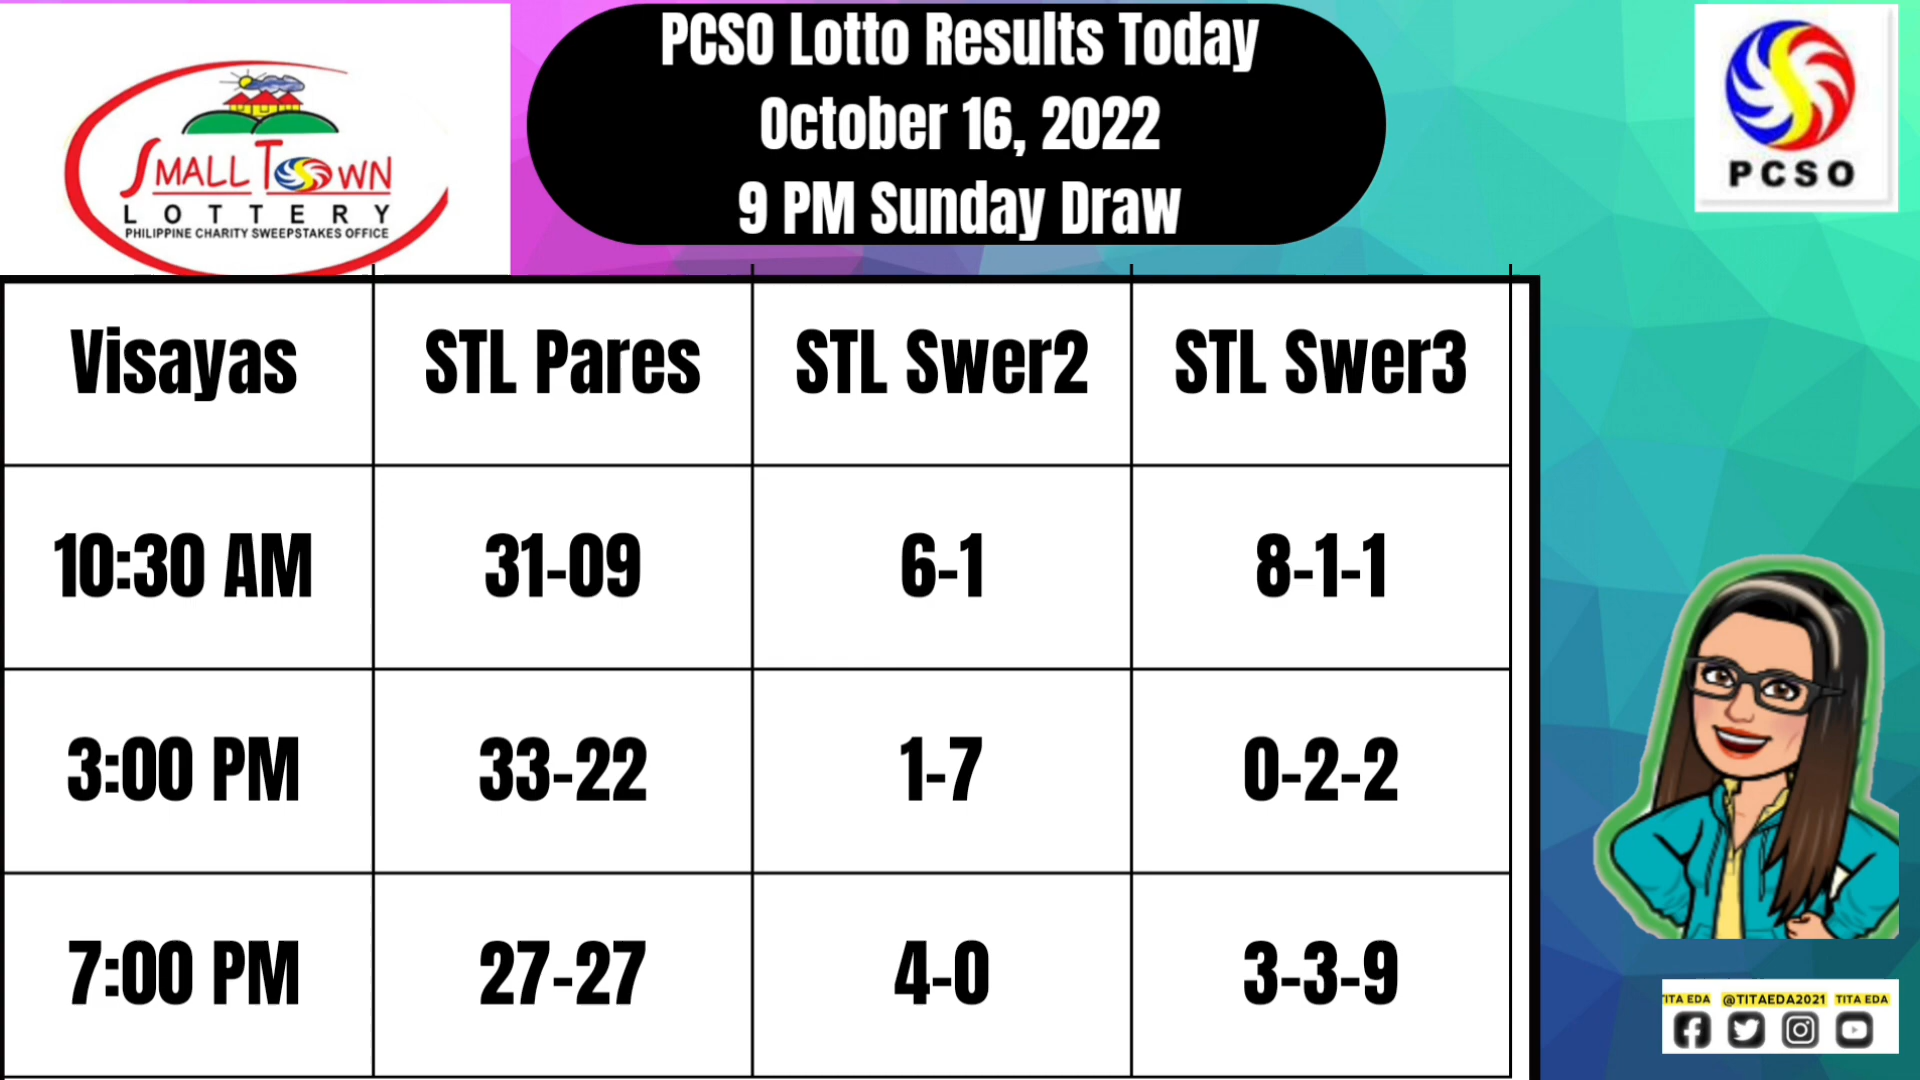 PCSO Lotto Results Today
October 16, 2022
9 PM Sunday Draw
SMALL TOWN
LOTTERY
PHILIPPINE CHARITY SWEEPSTAKES OFFICE
PCSO
Visayas STL Pares STL Swer2 STL Swer3
10:30 AM 31-09 6-1 8-1-1
3:00 PM 33-22 1-7 0-2-2
7:00 PM 27-27 4-0 3-3-9
ITA EDA @TITAEDA2021 TITA EDA